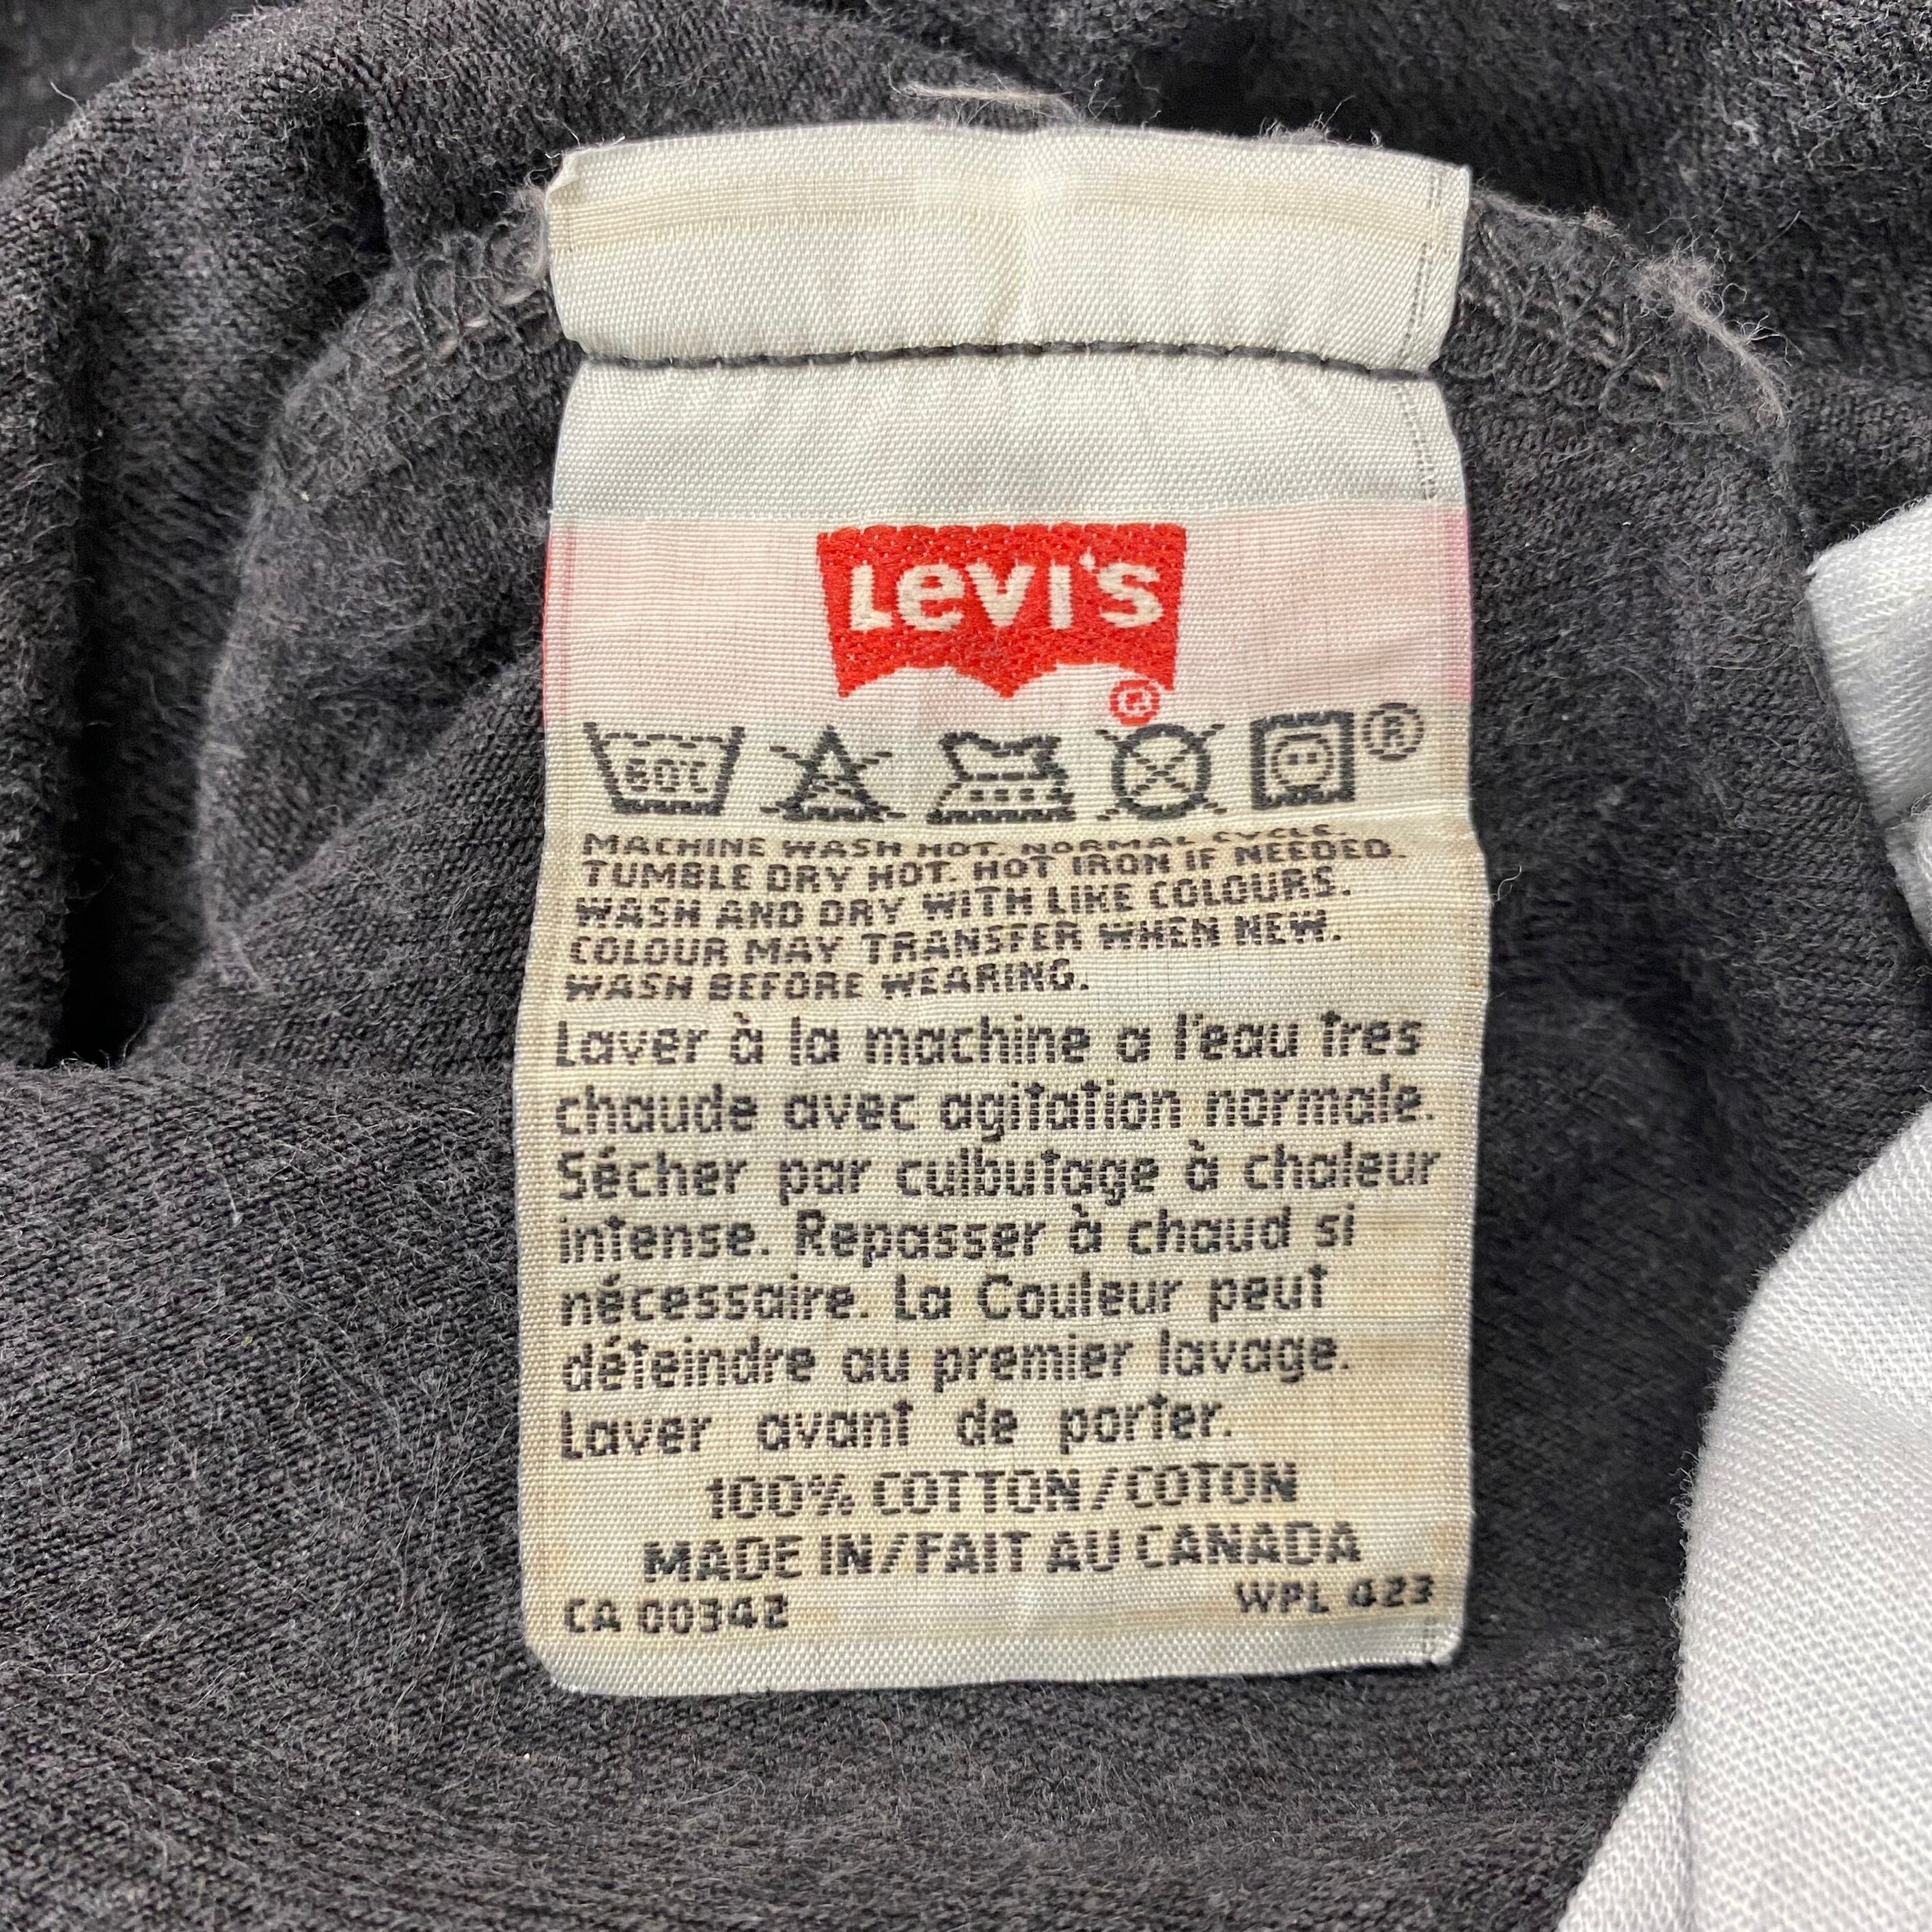 Levi's
®
60°C
®
MACHINE WASH HOT. NORMAL CYCLE.
TUMBLE DRY HOT. HOT IRON IF NEEDED.
WASH AND DRY WITH LIKE COLOURS.
COLOUR MAY TRANSFER WHEN NEW.
WASH BEFORE WEARING.
Laver à la machine a l'eau tres
chaude avec agitation normale.
Sécher par culbutage à chaleur
intense. Repasser à chaud si
nécessaire. La Couleur peut
déteindre au premier lavage.
Laver avant de porter.
100% COTTON/COTON
MADE IN/FAIT AU CANADA
CA 00342 WPL 423